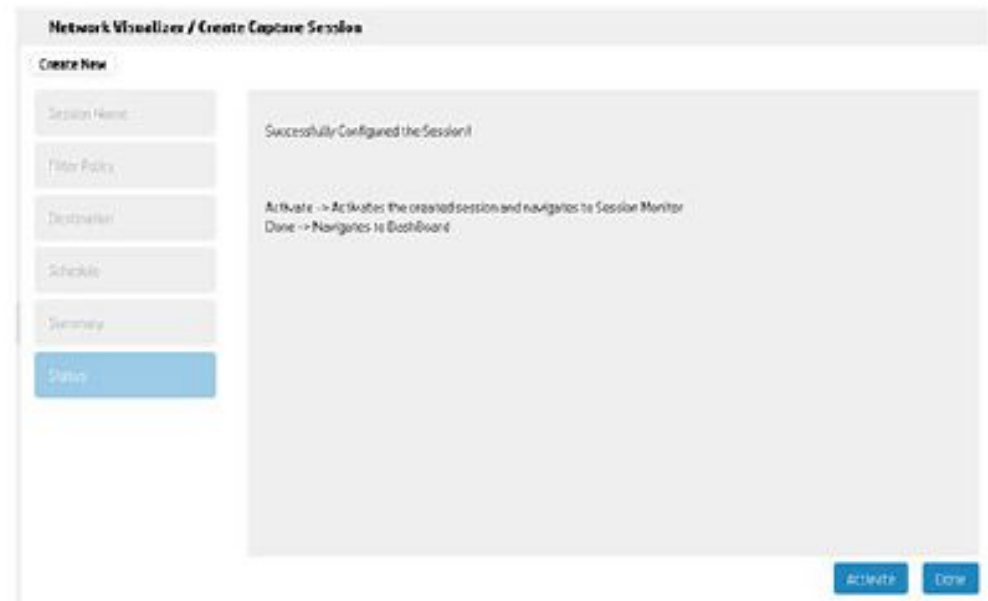 Network Visualizer / Create Capture Session
Create New
Session Name
Filter Policy
Destination
Schedule
Summary
Status
Successfully Configured the Session!!
Activate -> Activates the created session and navigates to Session Monitor
Done -> Navigates to DashBoard
Activate
Done